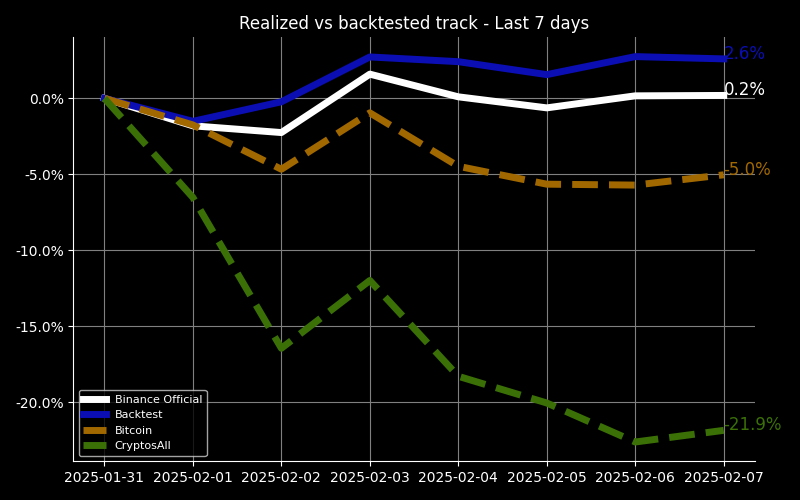 Realized vs backtested track - Last 7 days
2.6%
0.2%
-5.0%
-21.9%
0.0%
-5.0%
-10.0%
-15.0%
-20.0%
Binance Official
Backtest
Bitcoin
CryptosAll
2025-01-31 2025-02-01 2025-02-02 2025-02-03 2025-02-04 2025-02-05 2025-02-06 2025-02-07